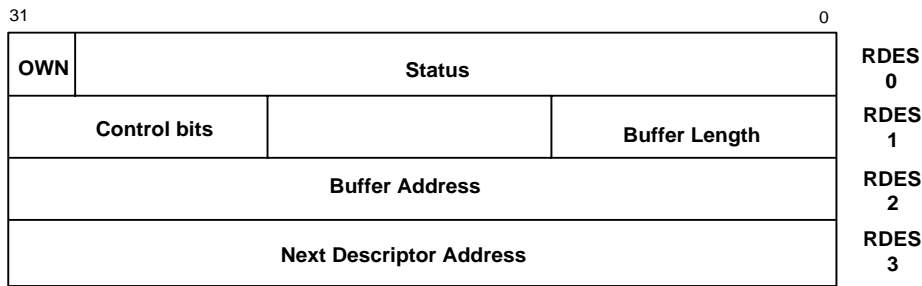 31 0
OWN Status RDES 0
Control bits Buffer Length RDES 1
Buffer Address RDES 2
Next Descriptor Address RDES 3